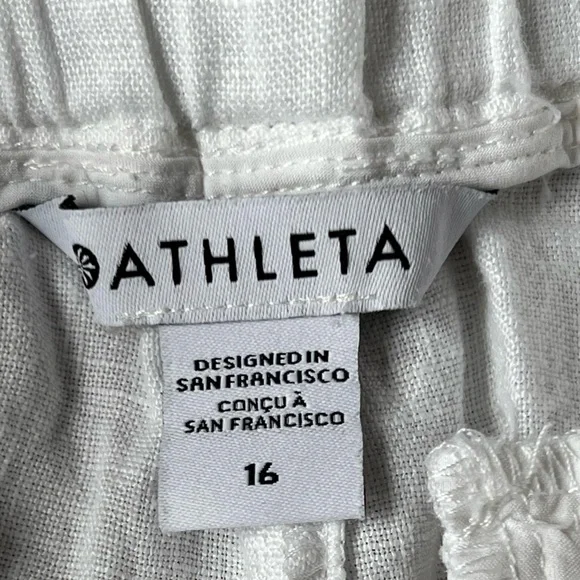 ATHLETA
DESIGNED IN
SAN FRANCISCO
CONÇU À
SAN FRANCISCO
16